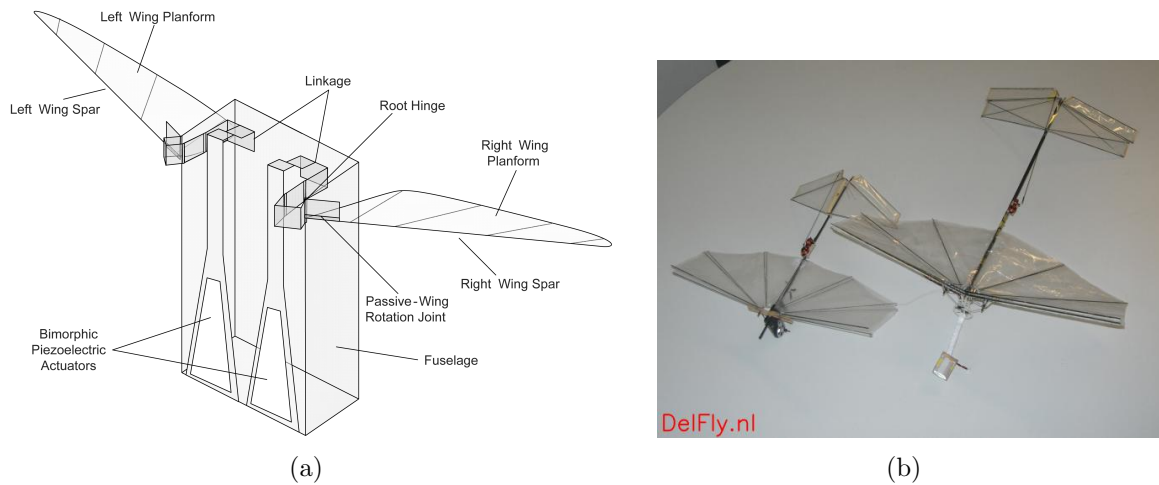 Left Wing Planform
Linkage
Left Wing Spar
Root Hinge
Right Wing
Planform
Right Wing Spar
Passive-Wing
Rotation Joint
Bimorphic
Piezoelectric
Actuators
Fuselage
DelFly.nl
(a)
(b)